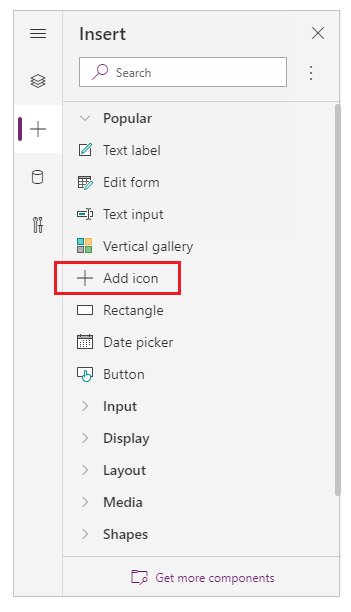 Insert
Search
Popular
Text label
Edit form
Text input
Vertical gallery
Add icon
Rectangle
Date picker
Button
Input
Display
Layout
Media
Shapes
Get more components